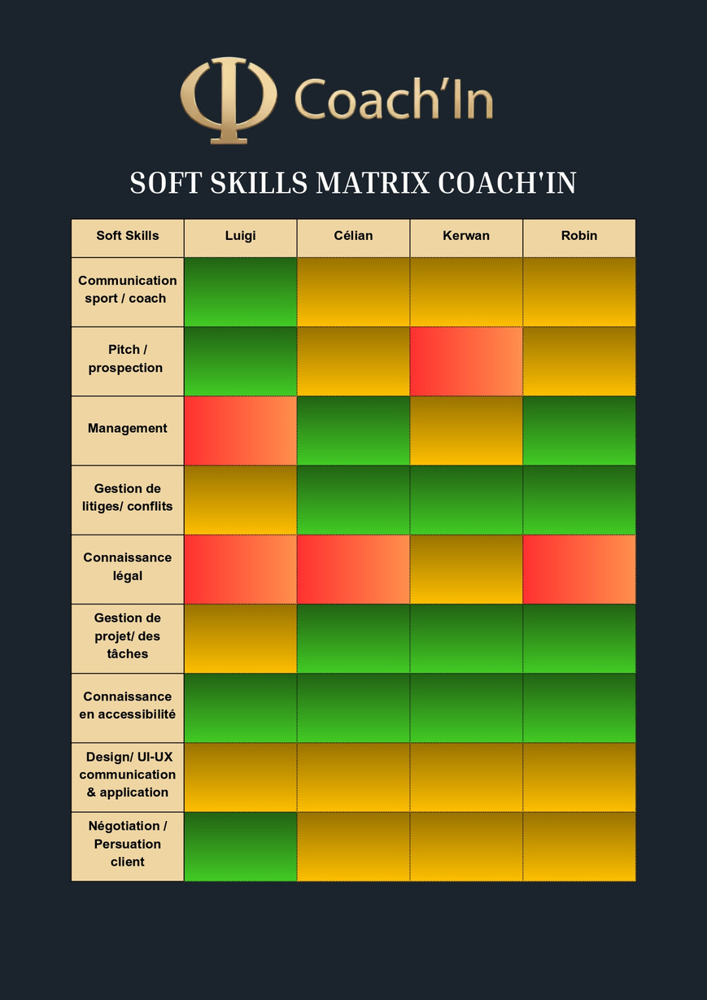 Coach'In
SOFT SKILLS MATRIX COACH'IN
Soft Skills
Luigi
Célian
Kerwan
Robin
Communication
sport / coach
Pitch /
prospection
Management
Gestion de
litiges/ conflits
Connaissance
légal
Gestion de
projet/ des
tâches
Connaissance
en accessibilité
Design/ UI-UX
communication
& application
Négotiation /
Persuation
client